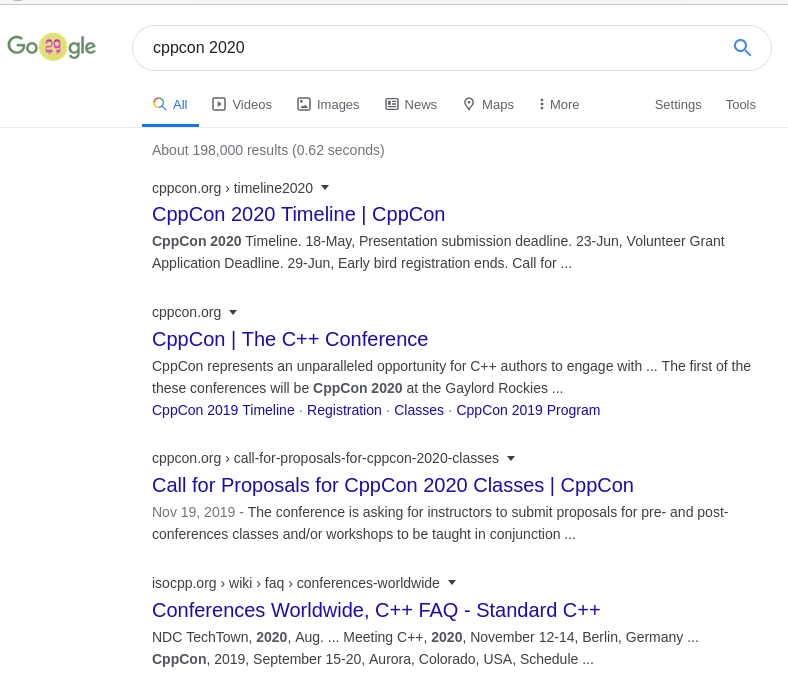 Google
cppcon 2020
All Videos Images News Maps More Settings Tools
About 198,000 results (0.62 seconds)
cppcon.org › timeline2020
CppCon 2020 Timeline | CppCon
CppCon 2020 Timeline. 18-May, Presentation submission deadline. 23-Jun, Volunteer Grant
Application Deadline. 29-Jun, Early bird registration ends. Call for ...
cppcon.org
CppCon | The C++ Conference
CppCon represents an unparalleled opportunity for C++ authors to engage with ... The first of the
these conferences will be CppCon 2020 at the Gaylord Rockies ...
CppCon 2019 Timeline · Registration · Classes · CppCon 2019 Program
cppcon.org › call-for-proposals-for-cppcon-2020-classes
Call for Proposals for CppCon 2020 Classes | CppCon
Nov 19, 2019 - The conference is asking for instructors to submit proposals for pre- and post-
conferences classes and/or workshops to be taught in conjunction ...
isocpp.org › wiki › faq › conferences-worldwide
Conferences Worldwide, C++ FAQ - Standard C++
NDC TechTown, 2020, Aug. ... Meeting C++, 2020, November 12-14, Berlin, Germany ...
CppCon, 2019, September 15-20, Aurora, Colorado, USA, Schedule ...